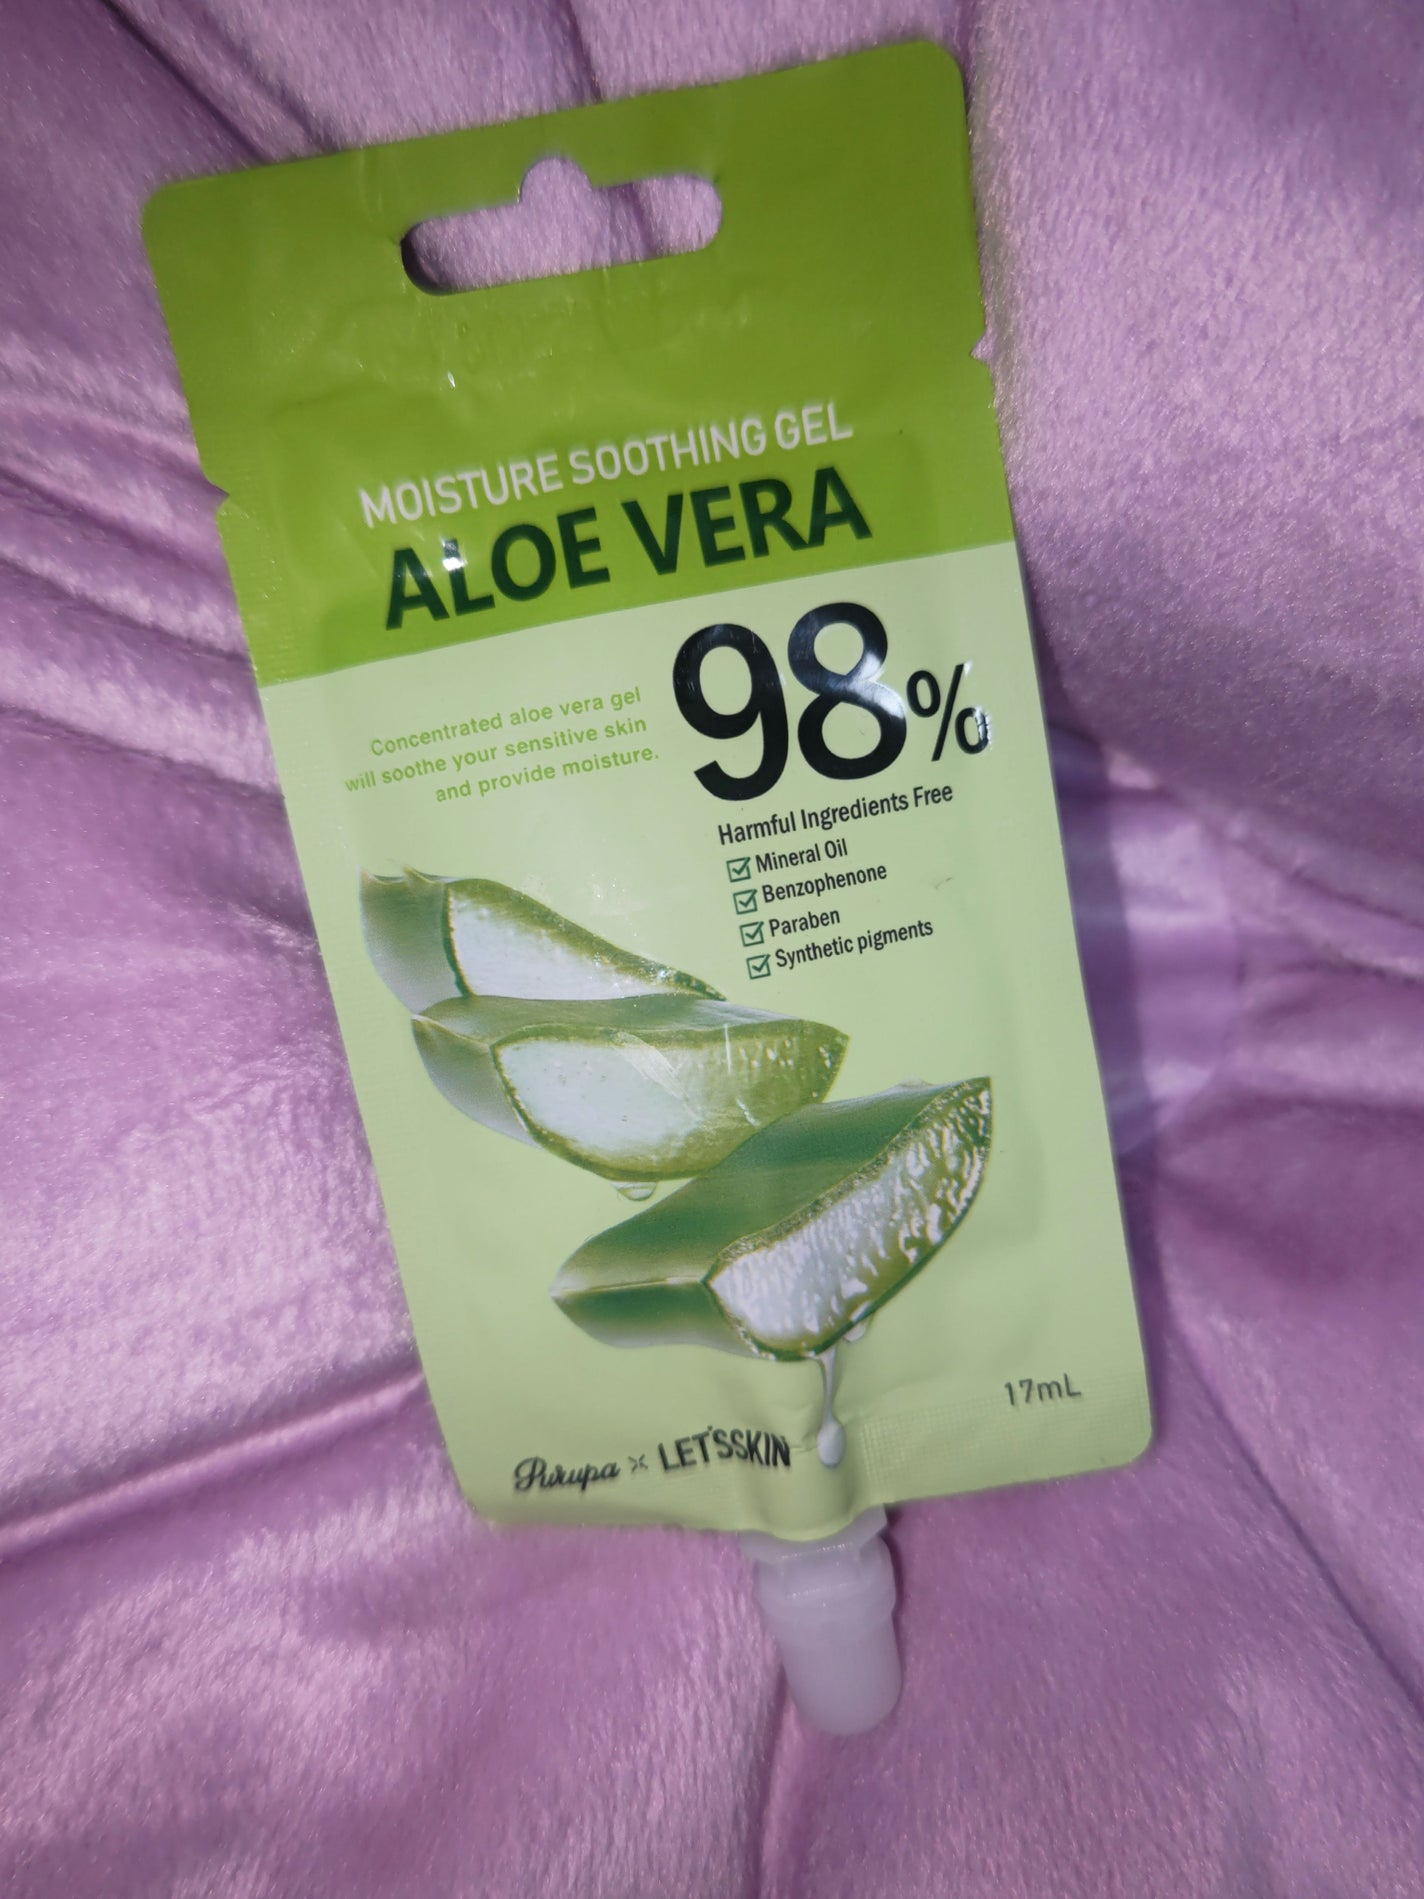 MOISTURE SOOTHING GEL
ALOE VERA
98%
Concentrated aloe vera gel
will soothe your sensitive skin
and provide moisture.
Harmful Ingredients Free
Mineral Oil
Benzophenone
Paraben
Synthetic pigments
17mL
Purupa × LET'SSKIN